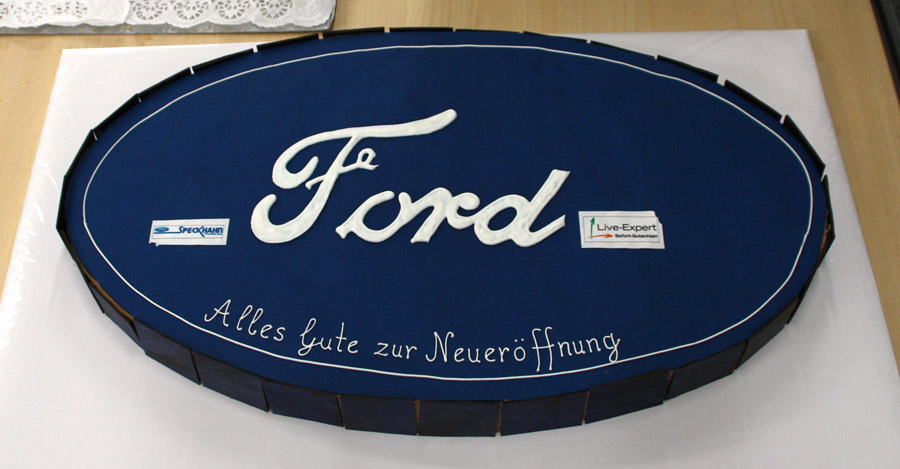 Ford
SPECKHAHN
Live-Expert
Sofort-Gutachten
Alles Gute zur Neueröffnung